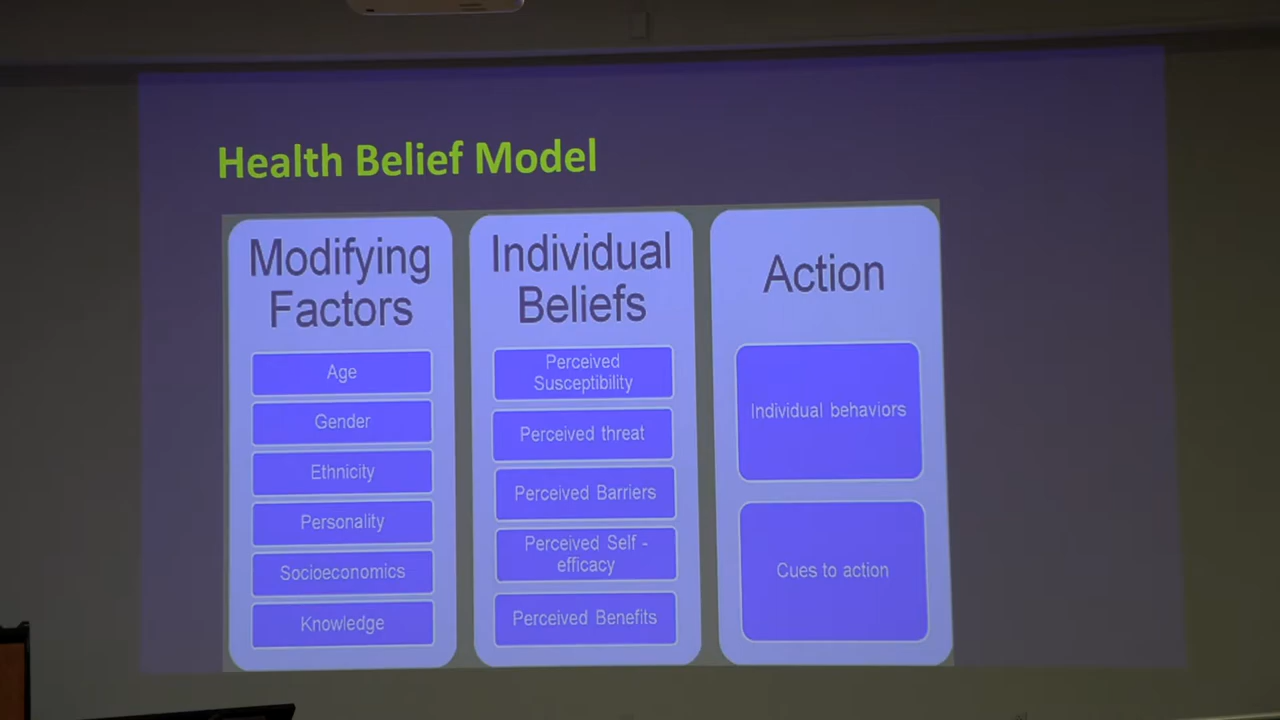 Health Belief Model
Modifying
Factors
Age
Gender
Ethnicity
Personality
Socioeconomics
Knowledge
Individual
Beliefs
Perceived
Susceptibility
Perceived threat
Perceived Barriers
Perceived Self -
efficacy
Perceived Benefits
Action
Individual behaviors
Cues to action